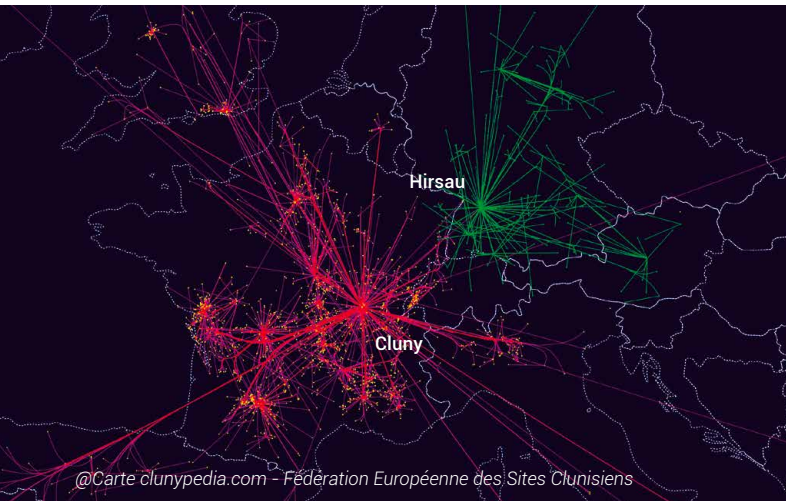 Hirsau
Cluny
@Carte clunypedia.com - Fédération Européenne des Sites Clunisiens